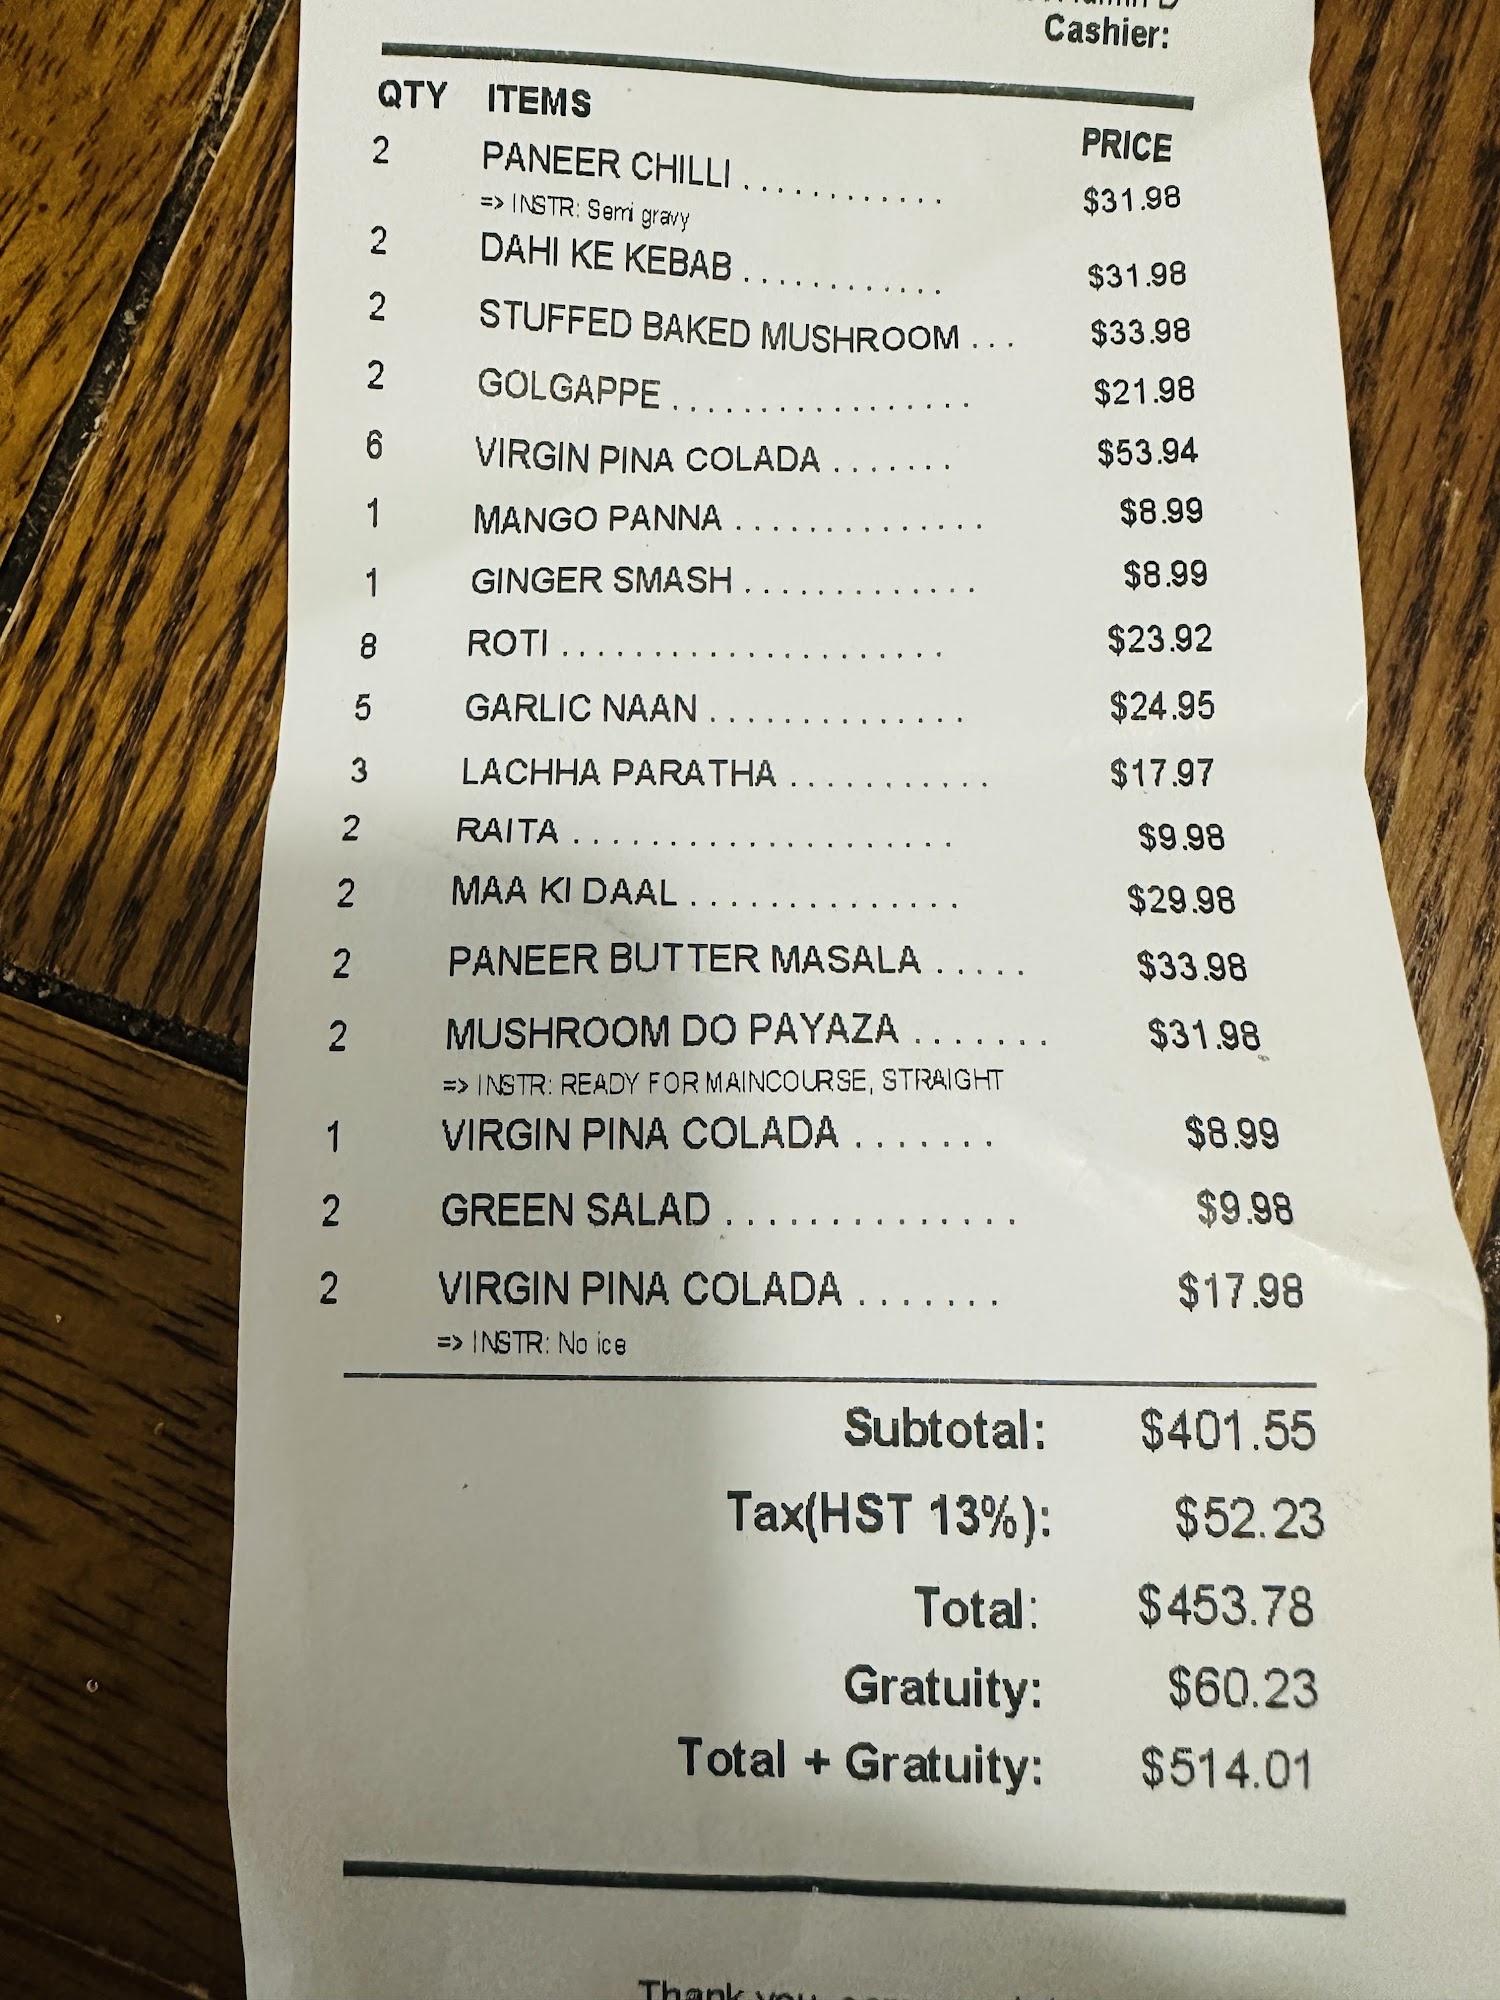 Cashier:
QTY ITEMS PRICE
2 PANEER CHILLI ............ $31.98
=> INSTR: Semi gravy
2 DAHI KE KEBAB ............ $31.98
2 STUFFED BAKED MUSHROOM ... $33.98
2 GOLGAPPE ................. $21.98
6 VIRGIN PINA COLADA ....... $53.94
1 MANGO PANNA .............. $8.99
1 GINGER SMASH ............. $8.99
8 ROTI ..................... $23.92
5 GARLIC NAAN .............. $24.95
3 LACHHA PARATHA ........... $17.97
2 RAITA .................... $9.98
2 MAA KI DAAL .............. $29.98
2 PANEER BUTTER MASALA ..... $33.98
2 MUSHROOM DO PAYAZA ....... $31.98
=> INSTR: READY FOR MAINCOURSE, STRAIGHT
1 VIRGIN PINA COLADA ....... $8.99
2 GREEN SALAD .............. $9.98
2 VIRGIN PINA COLADA ....... $17.98
=> INSTR: No ice
Subtotal: $401.55
Tax(HST 13%): $52.23
Total: $453.78
Gratuity: $60.23
Total + Gratuity: $514.01
Thank you